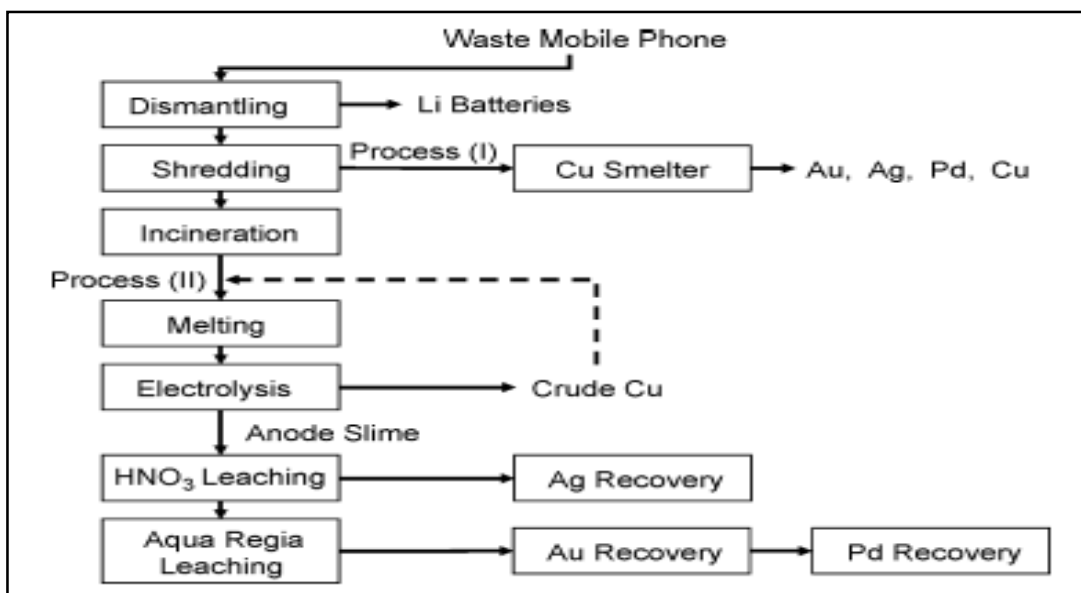 Waste Mobile Phone
Dismantling
Li Batteries
Shredding
Process (I)
Cu Smelter
Au, Ag, Pd, Cu
Incineration
Process (II)
Melting
Electrolysis
Crude Cu
Anode Slime
HNO₃ Leaching
Ag Recovery
Aqua Regia
Leaching
Au Recovery
Pd Recovery